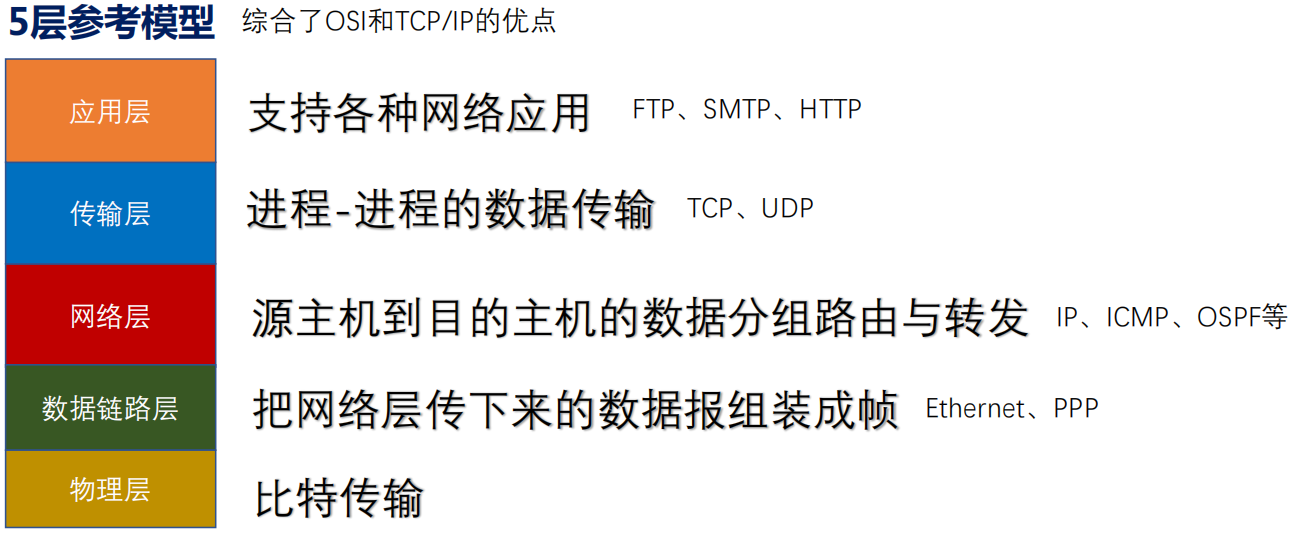 5层参考模型 综合了OSI和TCP/IP的优点
应用层 支持各种网络应用 FTP、SMTP、HTTP
传输层 进程-进程的数据传输 TCP、UDP
网络层 源主机到目的主机的数据分组路由与转发 IP、ICMP、OSPF等
数据链路层 把网络层传下来的数据报组装成帧 Ethernet、PPP
物理层 比特传输